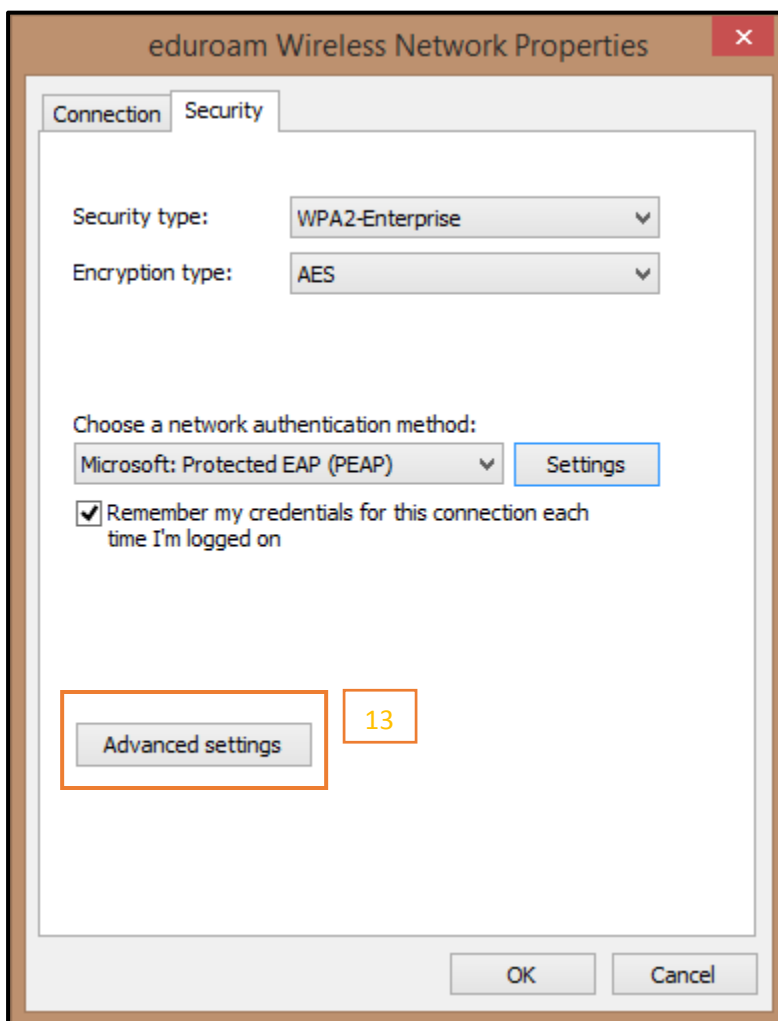 eduroam Wireless Network Properties
Connection
Security
Security type:
WPA2-Enterprise
Encryption type:
AES
Choose a network authentication method:
Microsoft: Protected EAP (PEAP)
Settings
Remember my credentials for this connection each
time I'm logged on
13
Advanced settings
OK
Cancel